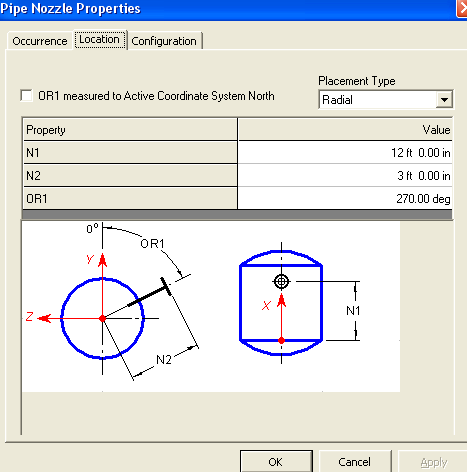 Pipe Nozzle Properties
Occurrence Location Configuration
Placement Type
OR1 measured to Active Coordinate System North
Radial
Property Value
N1 12 ft 0.00 in
N2 3 ft 0.00 in
OR1 270.00 deg
0°
OR1
Y
Z
N2
X
N1
OK Cancel Apply